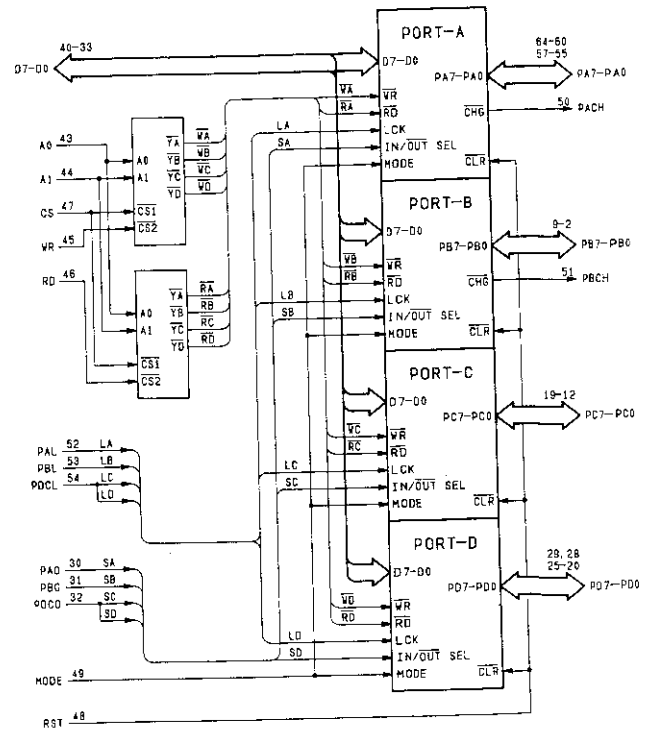 PORT-A
40-33
D7-D0
D7-D0
64-60
57-55
PA7-PA0
PA7-PA0
WA
WR
RA
RD
CHG
50
PACH
LA
LCK
SA
IN/OUT SEL
CLR
MODE
A0 43
A1 44
CS 47
WR 45
RD 46
A0
A1
CS1
CS2
YA
YB
YC
YD
WA
WB
WC
WD
PORT-B
D7-D0
9-2
PB7-PB0
PB7-PB0
WB
WR
RB
RD
CHG
51
PBCH
LB
LCK
SB
IN/OUT SEL
MODE
CLR
A0
A1
CS1
CS2
YA
YB
YC
YD
RA
RB
RC
RD
PORT-C
D7-D0
19-12
PC7-PC0
PC7-PC0
WC
WR
RC
RD
LC
LCK
SC
IN/OUT SEL
MODE
CLR
PAL 52 LA
PBL 53 LB
PDCL 54 LC
LD
PORT-D
D7-D0
29, 28
25-20
PD7-PD0
PD7-PD0
WD
WR
RD
RD
LD
LCK
SD
IN/OUT SEL
MODE
CLR
PAO 30 SA
31 SB
32 SC
SD
MODE 49
RST 48